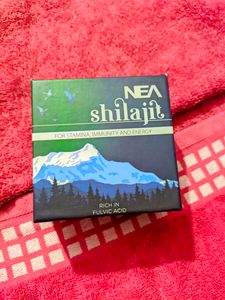 NEA
shilajit
FOR STAMINA, IMMUNITY AND ENERGY
RICH IN
FULVIC ACID